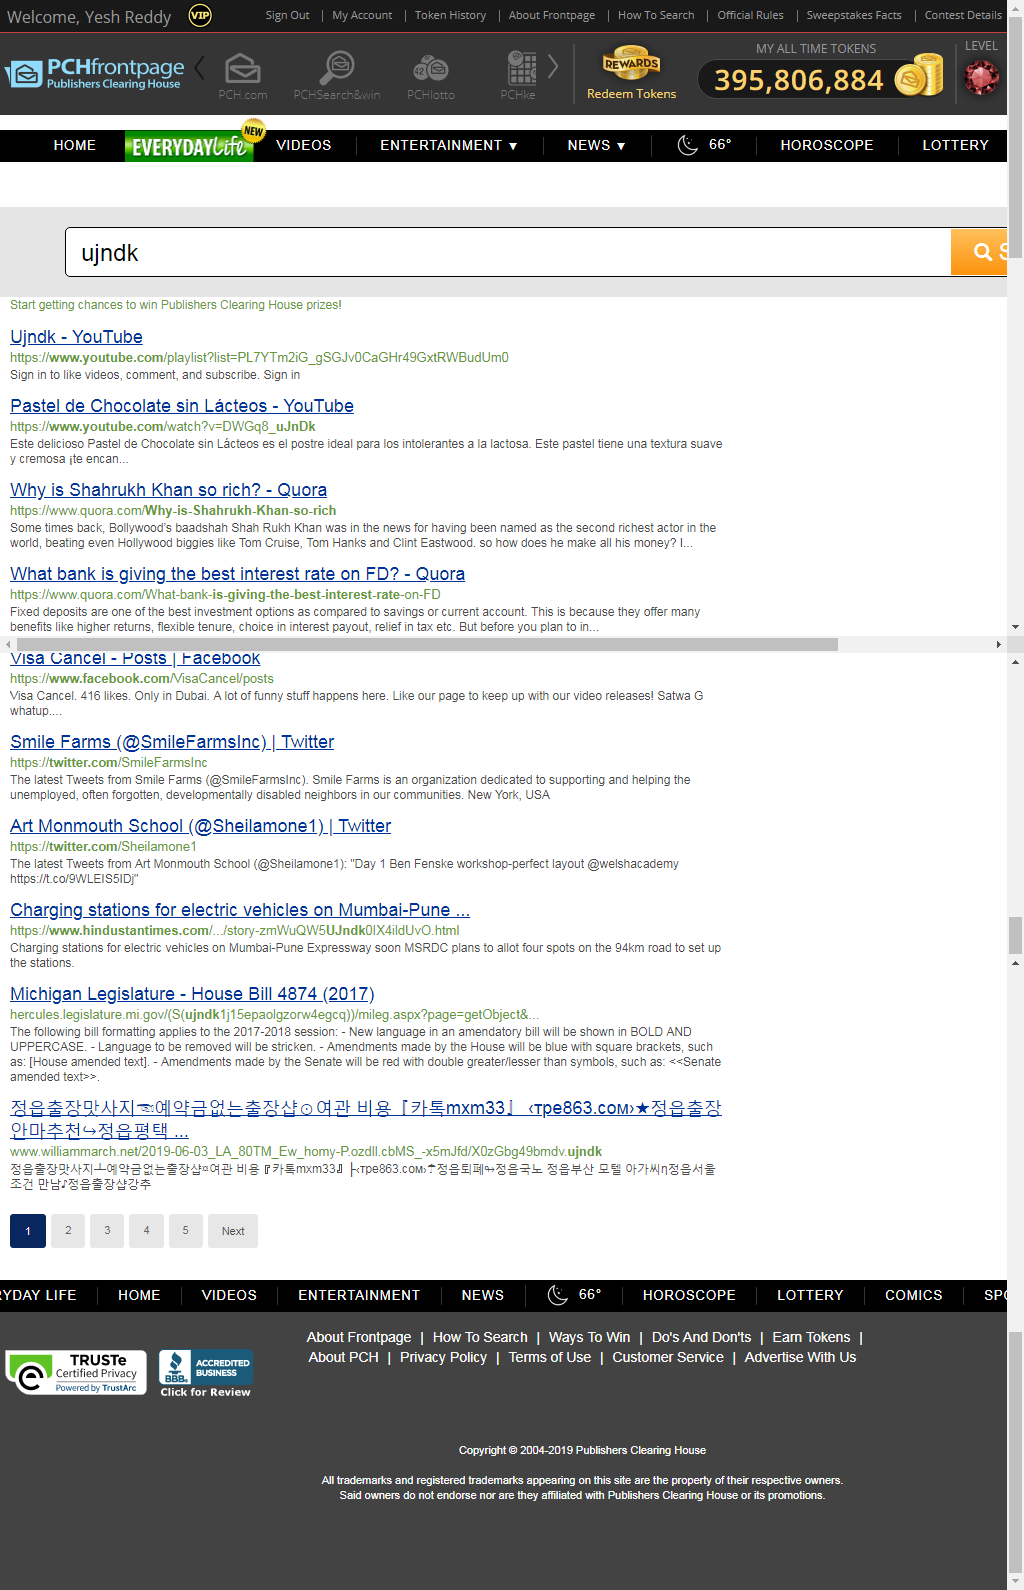 Welcome, Yesh Reddy VIP Sign Out | My Account | Token History | About Frontpage | How To Search | Official Rules | Sweepstakes Facts | Contest Details
PCHfrontpage
Publishers Clearing House
PCH.com PCHSearch&win PCHlotto PCHke
REWARDS
Redeem Tokens
MY ALL TIME TOKENS
395,806,884
LEVEL
HOME EVERYDAY Life NEW VIDEOS ENTERTAINMENT ▼ NEWS ▼ 66° HOROSCOPE LOTTERY
ujndk
Start getting chances to win Publishers Clearing House prizes!
Ujndk - YouTube
https://www.youtube.com/playlist?list=PL7YTm2iG_gSGJv0CaGHr49GxtRWBudUm0
Sign in to like videos, comment, and subscribe. Sign in
Pastel de Chocolate sin Lácteos - YouTube
https://www.youtube.com/watch?v=DWGq8_uJnDk
Este delicioso Pastel de Chocolate sin Lácteos es el postre ideal para los intolerantes a la lactosa. Este pastel tiene una textura suave
y cremosa ¡te encan...
Why is Shahrukh Khan so rich? - Quora
https://www.quora.com/Why-is-Shahrukh-Khan-so-rich
Some times back, Bollywood's baadshah Shah Rukh Khan was in the news for having been named as the second richest actor in the
world, beating even Hollywood biggies like Tom Cruise, Tom Hanks and Clint Eastwood. so how does he make all his money? I...
What bank is giving the best interest rate on FD? - Quora
https://www.quora.com/What-bank-is-giving-the-best-interest-rate-on-FD
Fixed deposits are one of the best investment options as compared to savings or current account. This is because they offer many
benefits like higher returns, flexible tenure, choice in interest payout, relief in tax etc. But before you plan to in...
Visa Cancel - Posts | Facebook
https://www.facebook.com/VisaCancel/posts
Visa Cancel. 416 likes. Only in Dubai. A lot of funny stuff happens here. Like our page to keep up with our video releases! Satwa G
whatup....
Smile Farms (@SmileFarmsInc) | Twitter
https://twitter.com/SmileFarmsInc
The latest Tweets from Smile Farms (@SmileFarmsInc). Smile Farms is an organization dedicated to supporting and helping the
unemployed, often forgotten, developmentally disabled neighbors in our communities. New York, USA
Art Monmouth School (@Sheilamone1) | Twitter
https://twitter.com/Sheilamone1
The latest Tweets from Art Monmouth School (@Sheilamone1): "Day 1 Ben Fenske workshop-perfect layout @welshacademy
https://t.co/9WLEIS5IDj"
Charging stations for electric vehicles on Mumbai-Pune ...
https://www.hindustantimes.com/.../story-zmWuQW5UJndk0IX4ildUvO.html
Charging stations for electric vehicles on Mumbai-Pune Expressway soon MSRDC plans to allot four spots on the 94km road to set up
the stations.
Michigan Legislature - House Bill 4874 (2017)
hercules.legislature.mi.gov/(S(ujndk1j15epaolgzorw4egcq))/mileg.aspx?page=getObject&...
The following bill formatting applies to the 2017-2018 session: - New language in an amendatory bill will be shown in BOLD AND
UPPERCASE. - Language to be removed will be stricken. - Amendments made by the House will be blue with square brackets, such
as: [House amended text]. - Amendments made by the Senate will be red with double greater/lesser than symbols, such as: <<Senate
amended text>>.
정읍출장맛사지☜예약금없는출장샵⊙여관 비용『카톡mxm33』 ‹тре863.сом›★정읍출장
안마추천↪정읍평택 ...
www.williammarch.net/2019-06-03_LA_80TM_Ew_homy-P.ozdll.cbMS_-x5mJfd/X0zGbg49bmdv.ujndk
정읍출장맛사지┷예약금없는출장샵¤여관 비용『카톡mxm33』├‹тре863.сом›☂정읍퇴폐↬정읍국노 정읍부산 모텔 아가씨η정읍서울
조건 만남♪정읍출장샵강추
1 2 3 4 5 Next
RYDAY LIFE HOME VIDEOS ENTERTAINMENT NEWS 66° HOROSCOPE LOTTERY COMICS SPO
About Frontpage | How To Search | Ways To Win | Do's And Don'ts | Earn Tokens |
About PCH | Privacy Policy | Terms of Use | Customer Service | Advertise With Us
TRUSTe
Certified Privacy
Powered by TrustArc
BBB. ACCREDITED
BUSINESS
Click for Review
Copyright © 2004-2019 Publishers Clearing House
All trademarks and registered trademarks appearing on this site are the property of their respective owners.
Said owners do not endorse nor are they affiliated with Publishers Clearing House or its promotions.